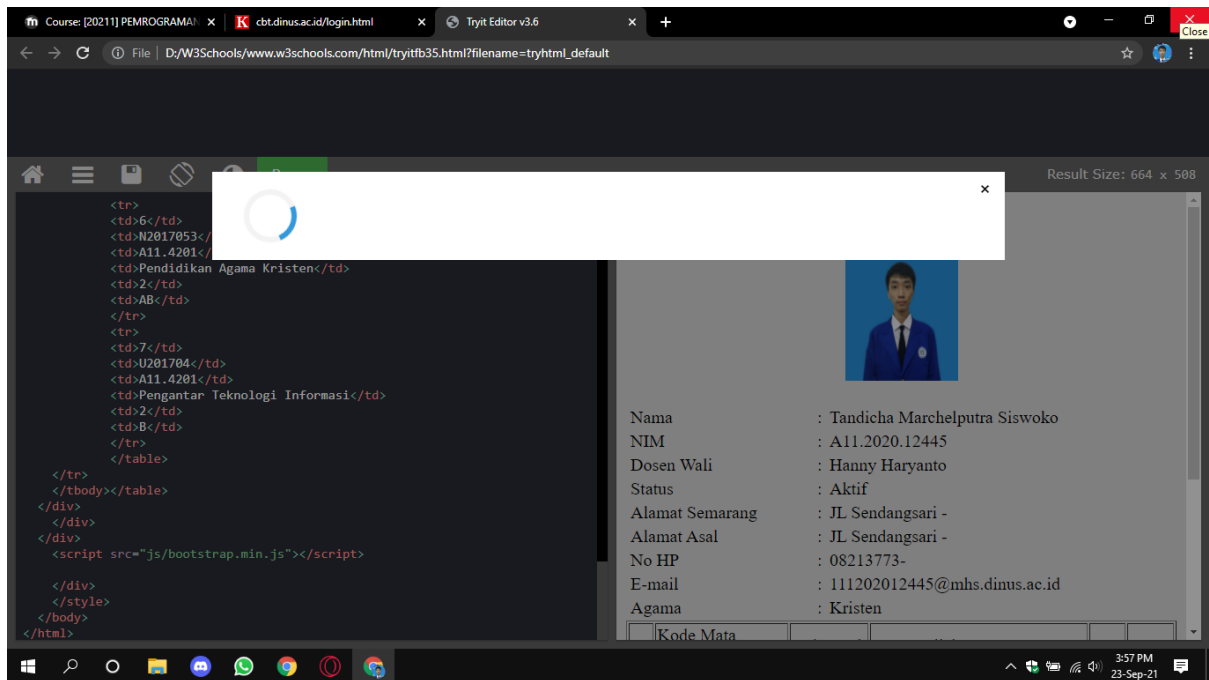 Course: [20211] PEMROGRAMAN
cbt.dinus.ac.id/login.html
Tryit Editor v3.6
Close
File | D:/W3Schools/www.w3schools.com/html/tryitfb35.html?filename=tryhtml_default
Result Size: 664 x 508
<tr>
<td>6</td>
<td>N2017053</
<td>A11.4201</
<td>Pendidikan Agama Kristen</td>
<td>2</td>
<td>AB</td>
</tr>
<tr>
<td>7</td>
<td>U201704</td>
<td>A11.4201</td>
<td>Pengantar Teknologi Informasi</td>
<td>2</td>
<td>B</td>
</tr>
</table>
</tr>
</tbody></table>
</div>
</div>
</div>
<script src="js/bootstrap.min.js"></script>
</div>
</style>
</body>
</html>
Nama : Tandicha Marchelputra Siswoko
NIM : A11.2020.12445
Dosen Wali : Hanny Haryanto
Status : Aktif
Alamat Semarang : JL Sendangsari -
Alamat Asal : JL Sendangsari -
No HP : 08213773-
E-mail : 111202012445@mhs.dinus.ac.id
Agama : Kristen
Kode Mata
3:57 PM
23-Sep-21